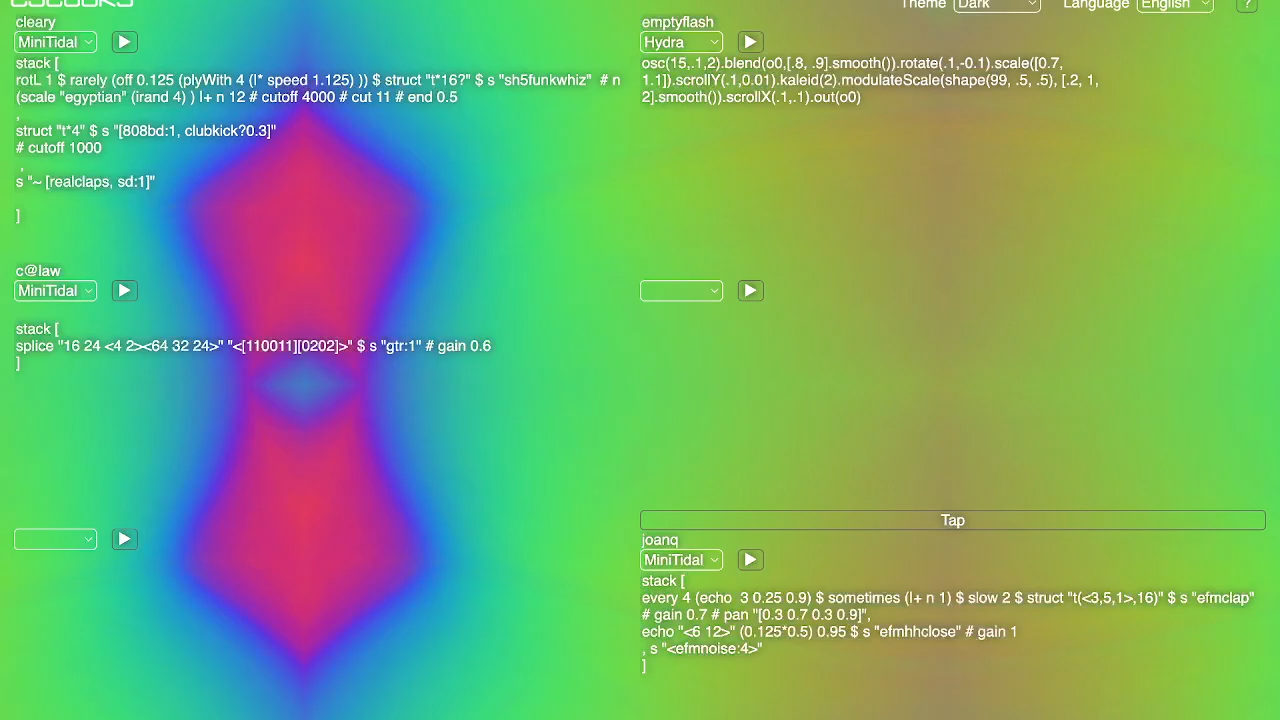 Theme Dark Language English ?
cleary
MiniTidal
stack [
rotL 1 $ rarely (off 0.125 (plyWith 4 (|* speed 1.125) )) $ struct "t*16?" $ s "sh5funkwhiz"  # n
(scale "egyptian" (irand 4) ) |+ n 12 # cutoff 4000 # cut 11 # end 0.5
,
struct "t*4" $ s "[808bd:1, clubkick?0.3]"
# cutoff 1000
,
s "~ [realclaps, sd:1]"
]
emptyflash
Hydra
osc(15,.1,2).blend(o0,[.8, .9].smooth()).rotate(.1,-0.1).scale([0.7,
1.1]).scrollY(.1,0.01).kaleid(2).modulateScale(shape(99, .5, .5), [.2, 1,
2].smooth()).scrollX(.1,.1).out(o0)
c@law
MiniTidal
stack [
splice "16 24 <4 2><64 32 24>" "<[110011][0202]>" $ s "gtr:1" # gain 0.6
]
Tap
joanq
MiniTidal
stack [
every 4 (echo  3 0.25 0.9) $ sometimes (|+ n 1) $ slow 2 $ struct "t(<3,5,1>,16)" $ s "efmclap"
# gain 0.7 # pan "[0.3 0.7 0.3 0.9]",
echo "<6 12>" (0.125*0.5) 0.95 $ s "efmhhclose" # gain 1
, s "<efmnoise:4>"
]